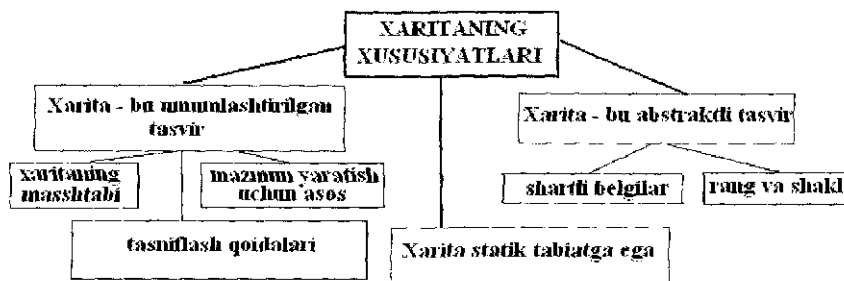 XARITANING
XUSUSIYATLARI
Xarita - bu umumlashtirilgan
tasvir
Xarita - bu abstraktli tasvir
xaritaning
masshtabi
mazmun yaratish
uchun asos
shartli belgilar
rang va shakl
tasniflash qoidalari
Xarita statik tabiatga ega